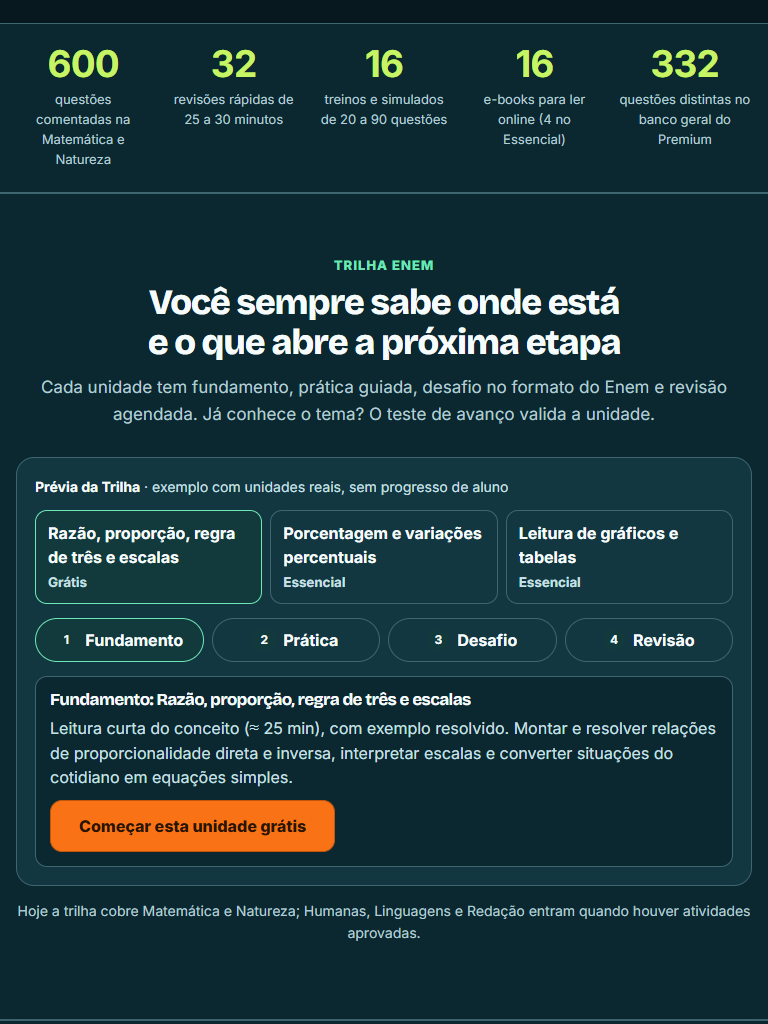 600
questões
comentadas na
Matemática e
Natureza
32
revisões rápidas de
25 a 30 minutos
16
treinos e simulados
de 20 a 90 questões
16
e-books para ler
online (4 no
Essencial)
332
questões distintas no
banco geral do
Premium
TRILHA ENEM
Você sempre sabe onde está
e o que abre a próxima etapa
Cada unidade tem fundamento, prática guiada, desafio no formato do Enem e revisão
agendada. Já conhece o tema? O teste de avanço valida a unidade.
Prévia da Trilha · exemplo com unidades reais, sem progresso de aluno
Razão, proporção, regra
de três e escalas
Grátis
Porcentagem e variações
percentuais
Essencial
Leitura de gráficos e
tabelas
Essencial
1 Fundamento
2 Prática
3 Desafio
4 Revisão
Fundamento: Razão, proporção, regra de três e escalas
Leitura curta do conceito (≈ 25 min), com exemplo resolvido. Montar e resolver relações
de proporcionalidade direta e inversa, interpretar escalas e converter situações do
cotidiano em equações simples.
Começar esta unidade grátis
Hoje a trilha cobre Matemática e Natureza; Humanas, Linguagens e Redação entram quando houver atividades
aprovadas.